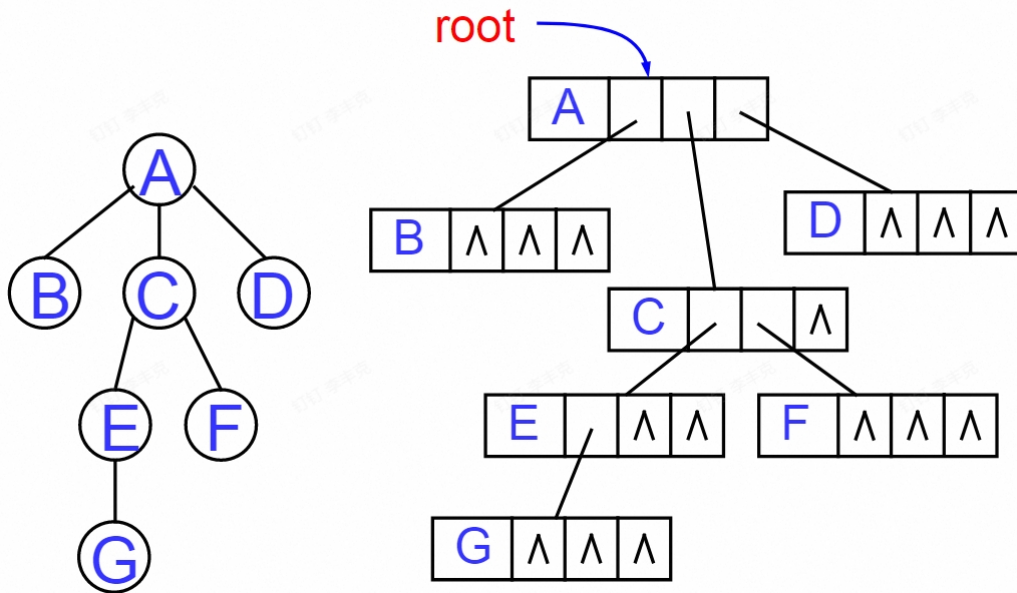 root
A
A
B ∧ ∧ ∧
D ∧ ∧ ∧
B C D
C ∧
E ∧ ∧
F ∧ ∧ ∧
E F
G ∧ ∧ ∧
G